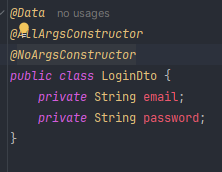 @Data no usages
@AllArgsConstructor
@NoArgsConstructor
public class LoginDto {
    private String email;
    private String password;
}